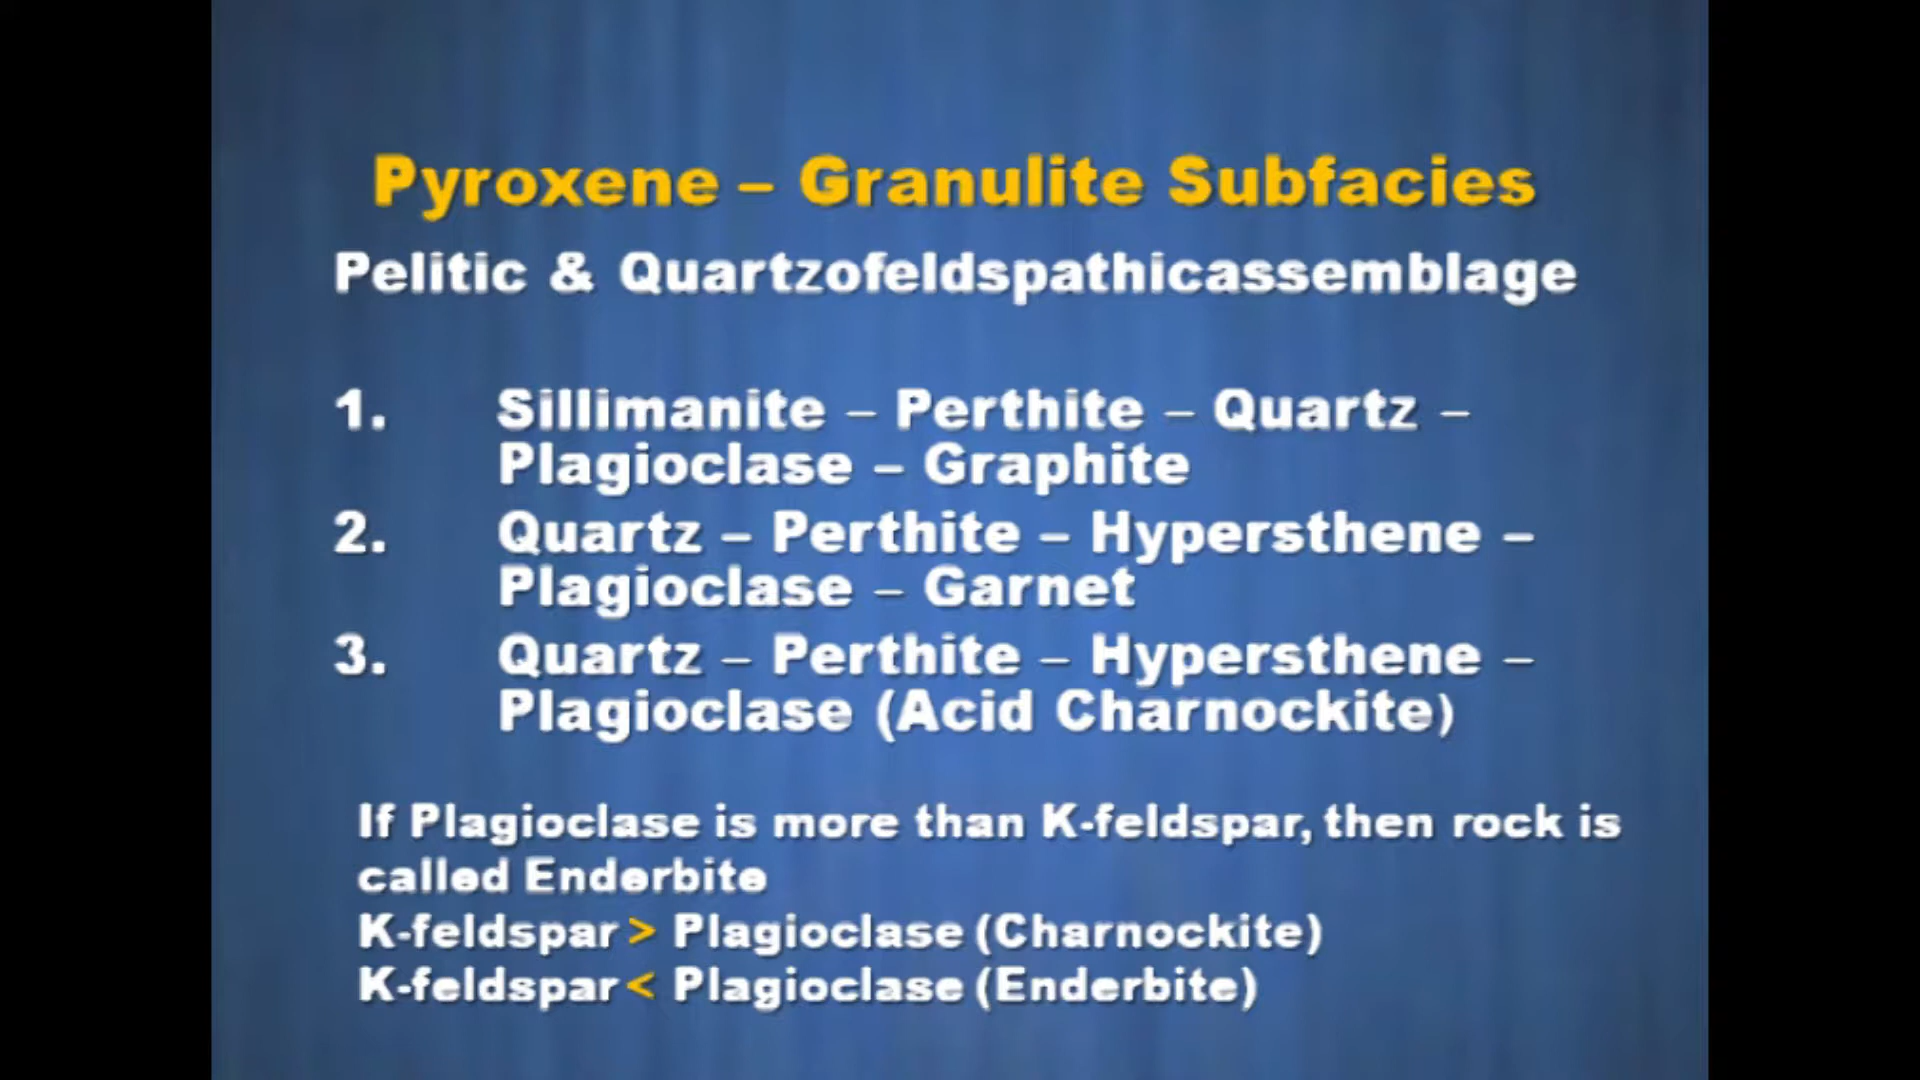 Pyroxene – Granulite Subfacies
Pelitic & Quartzofeldspathicassemblage
1. Sillimanite – Perthite – Quartz –
Plagioclase – Graphite
2. Quartz – Perthite – Hypersthene –
Plagioclase – Garnet
3. Quartz – Perthite – Hypersthene –
Plagioclase (Acid Charnockite)
If Plagioclase is more than K-feldspar, then rock is
called Enderbite
K-feldspar > Plagioclase (Charnockite)
K-feldspar < Plagioclase (Enderbite)